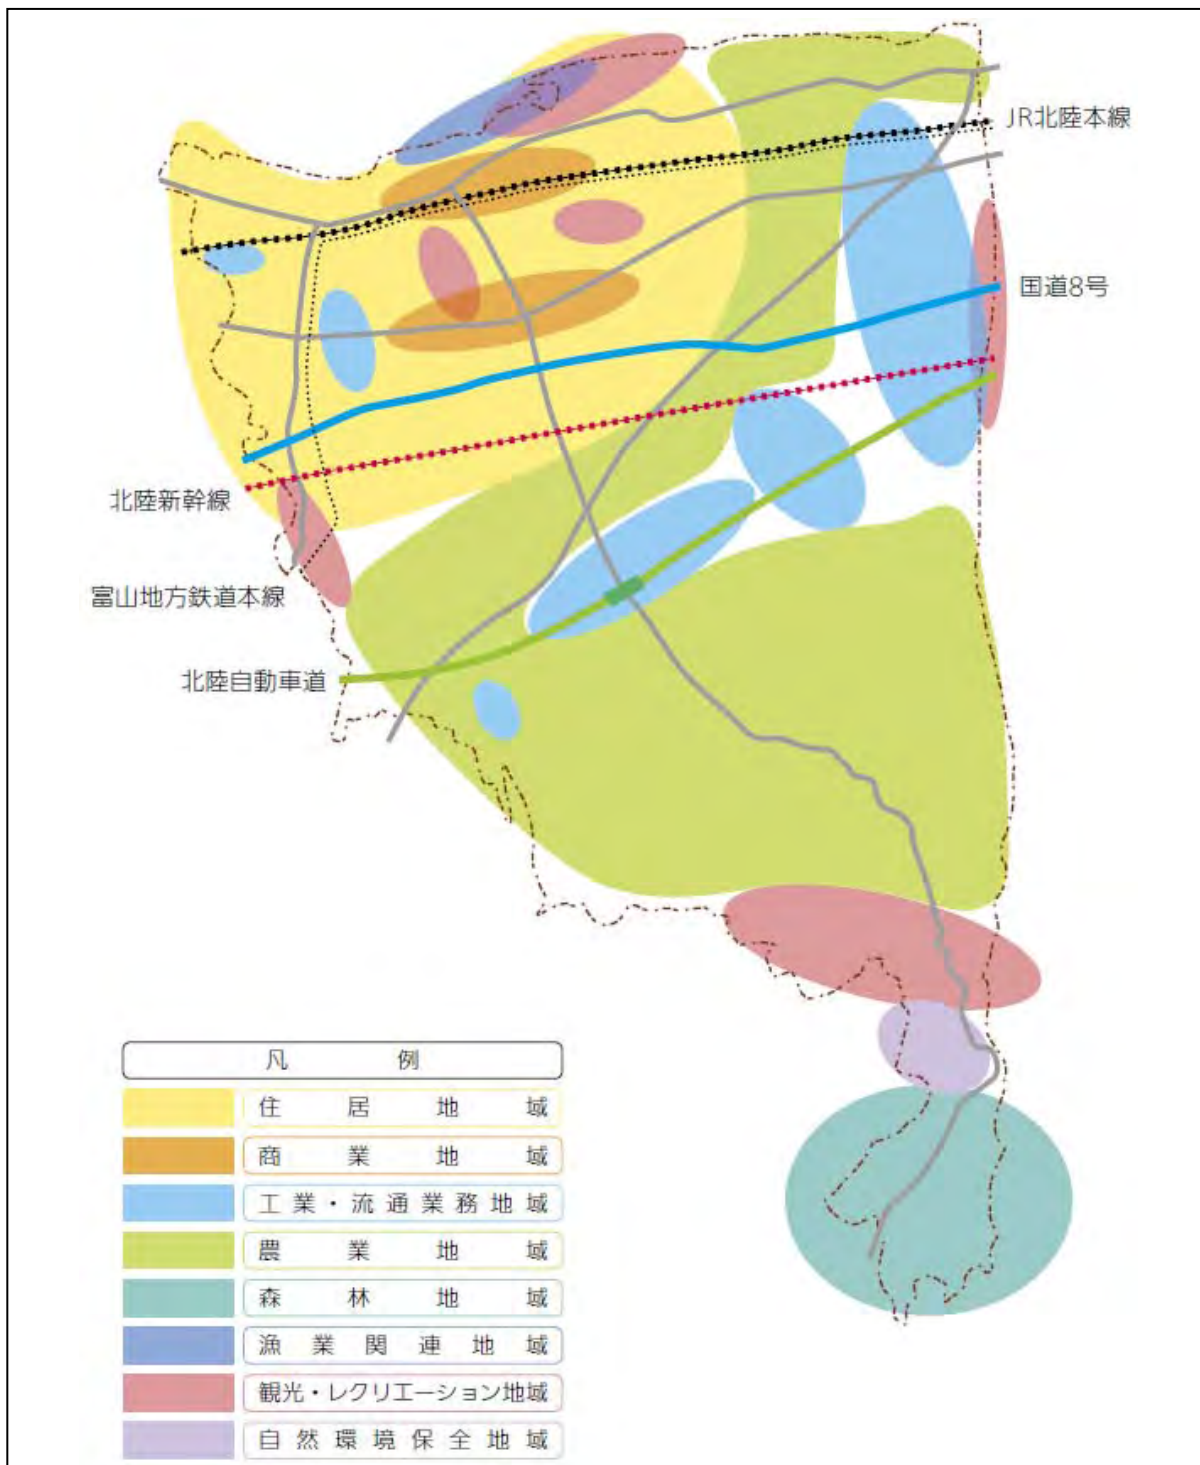 JR北陸本線
国道8号
北陸新幹線
富山地方鉄道本線
北陸自動車道
凡例
住居地域
商業地域
工業・流通業務地域
農業地域
森林地域
漁業関連地域
観光・レクリエーション地域
自然環境保全地域